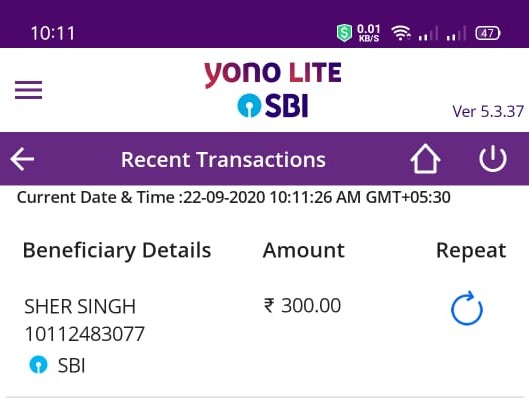 10:11 0.01 KB/S 47
YONO LITE
SBI
Ver 5.3.37
Recent Transactions
Current Date & Time :22-09-2020 10:11:26 AM GMT+05:30
Beneficiary Details Amount Repeat
SHER SINGH ₹ 300.00
10112483077
SBI